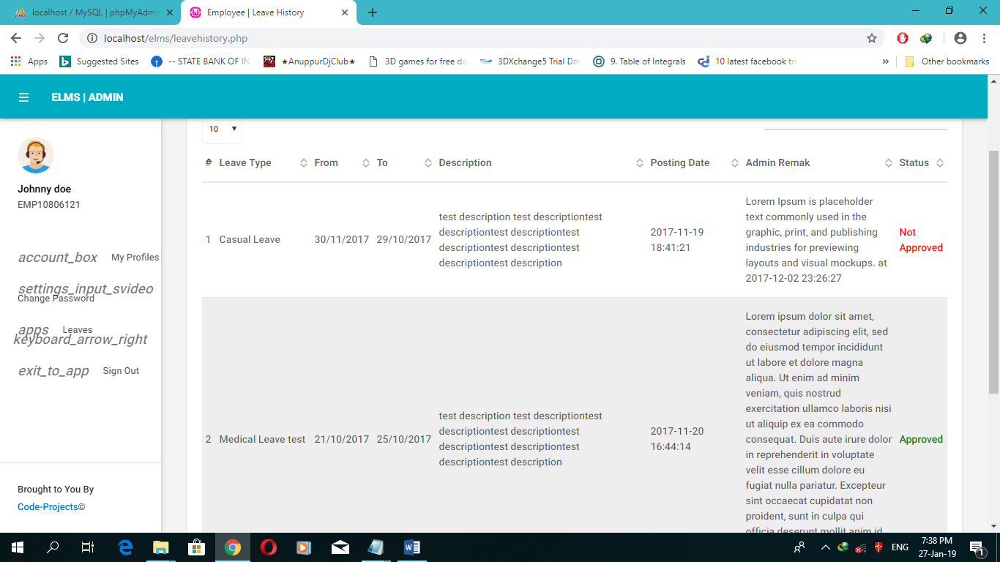 localhost / MySQL | phpMyAdmin
Employee | Leave History
localhost/elms/leavehistory.php
Apps
Suggested Sites
-- STATE BANK OF IN
★AnuppurDjClub★
3D games for free do
3DXchange5 Trial Do
9. Table of Integrals
10 latest facebook tri
»
Other bookmarks
ELMS | ADMIN
Johnny doe
EMP10806121
account_box My Profiles
settings_input_svideo
Change Password
apps Leaves
keyboard_arrow_right
exit_to_app Sign Out
Brought to You By
Code-Projects©
10
# Leave Type From To Description Posting Date Admin Remak Status
1 Casual Leave 30/11/2017 29/10/2017
test description test descriptiontest
descriptiontest descriptiontest
descriptiontest descriptiontest
descriptiontest description
2017-11-19
18:41:21
Lorem Ipsum is placeholder
text commonly used in the
graphic, print, and publishing
industries for previewing
layouts and visual mockups. at
2017-12-02 23:26:27
Not
Approved
2 Medical Leave test 21/10/2017 25/10/2017
test description test descriptiontest
descriptiontest descriptiontest
descriptiontest descriptiontest
descriptiontest description
2017-11-20
16:44:14
Lorem ipsum dolor sit amet,
consectetur adipiscing elit, sed
do eiusmod tempor incididunt
ut labore et dolore magna
aliqua. Ut enim ad minim
veniam, quis nostrud
exercitation ullamco laboris nisi
ut aliquip ex ea commodo
consequat. Duis aute irure dolor
in reprehenderit in voluptate
velit esse cillum dolore eu
fugiat nulla pariatur. Excepteur
sint occaecat cupidatat non
proident, sunt in culpa qui
officia deserunt mollit anim id
Approved
ENG
7:38 PM
27-Jan-19
1